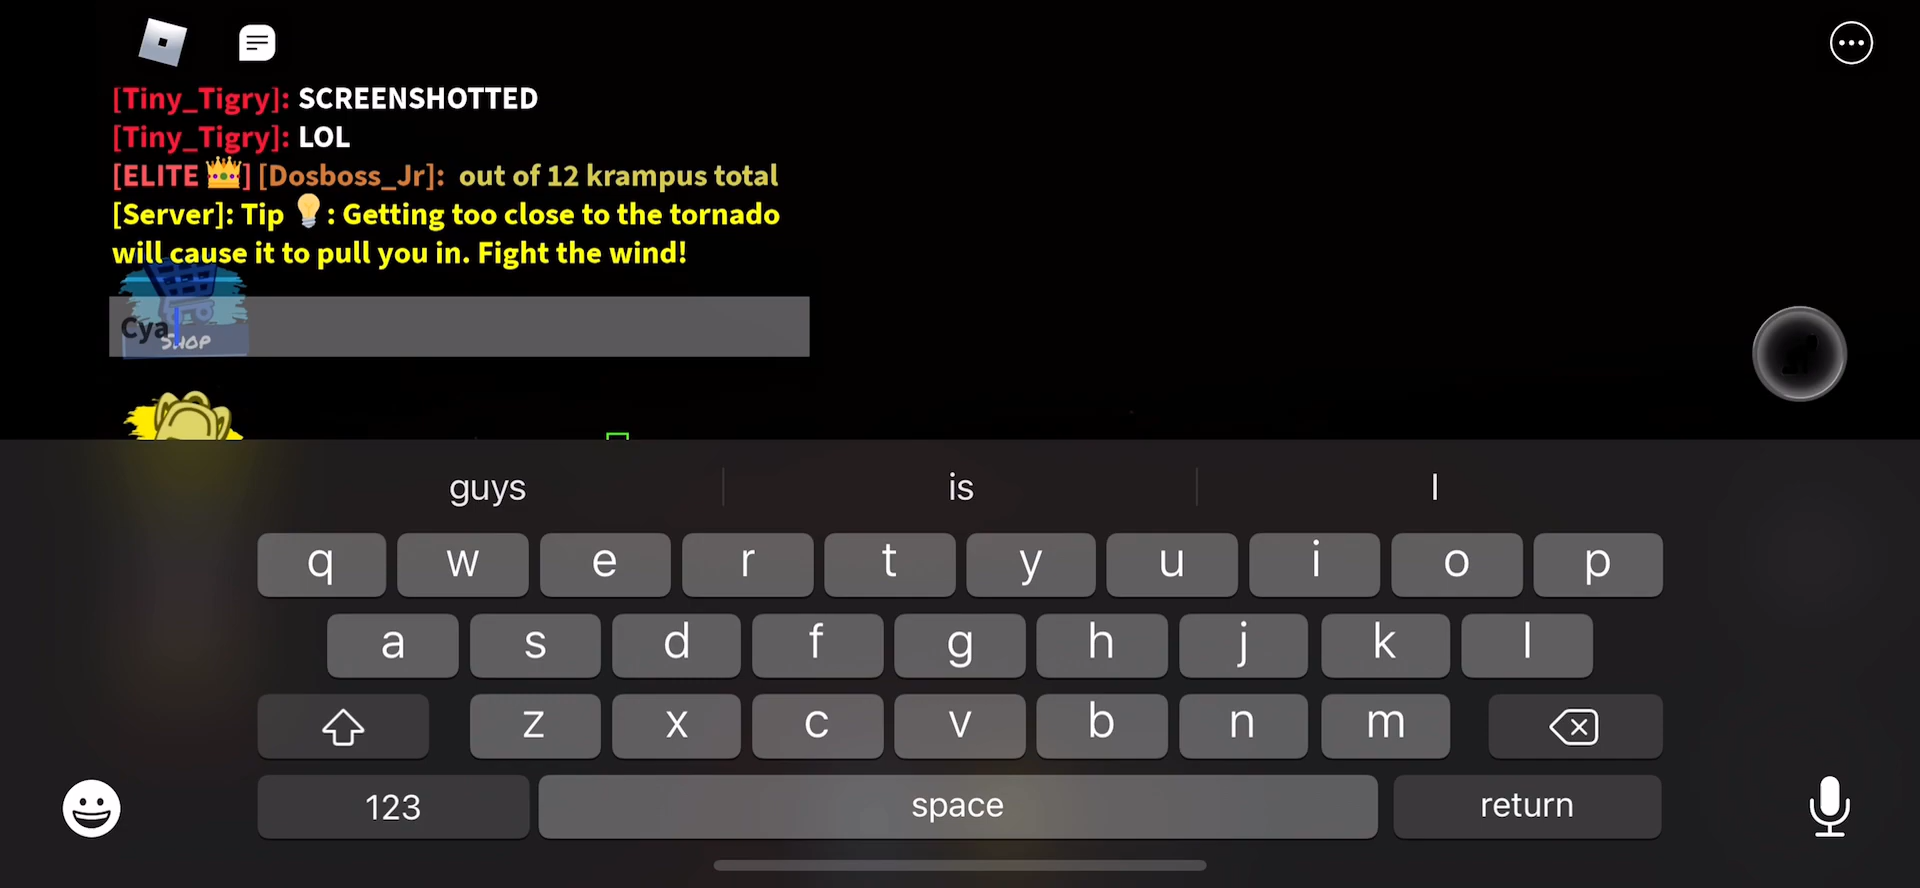 [Tiny_Tigry]: SCREENSHOTTED
[Tiny_Tigry]: LOL
[ELITE 👑] [Dosboss_Jr]: out of 12 krampus total
[Server]: Tip 💡: Getting too close to the tornado
will cause it to pull you in. Fight the wind!
Cya
SHOP
guys is I
q w e r t y u i o p
a s d f g h j k l
z x c v b n m
123 space return